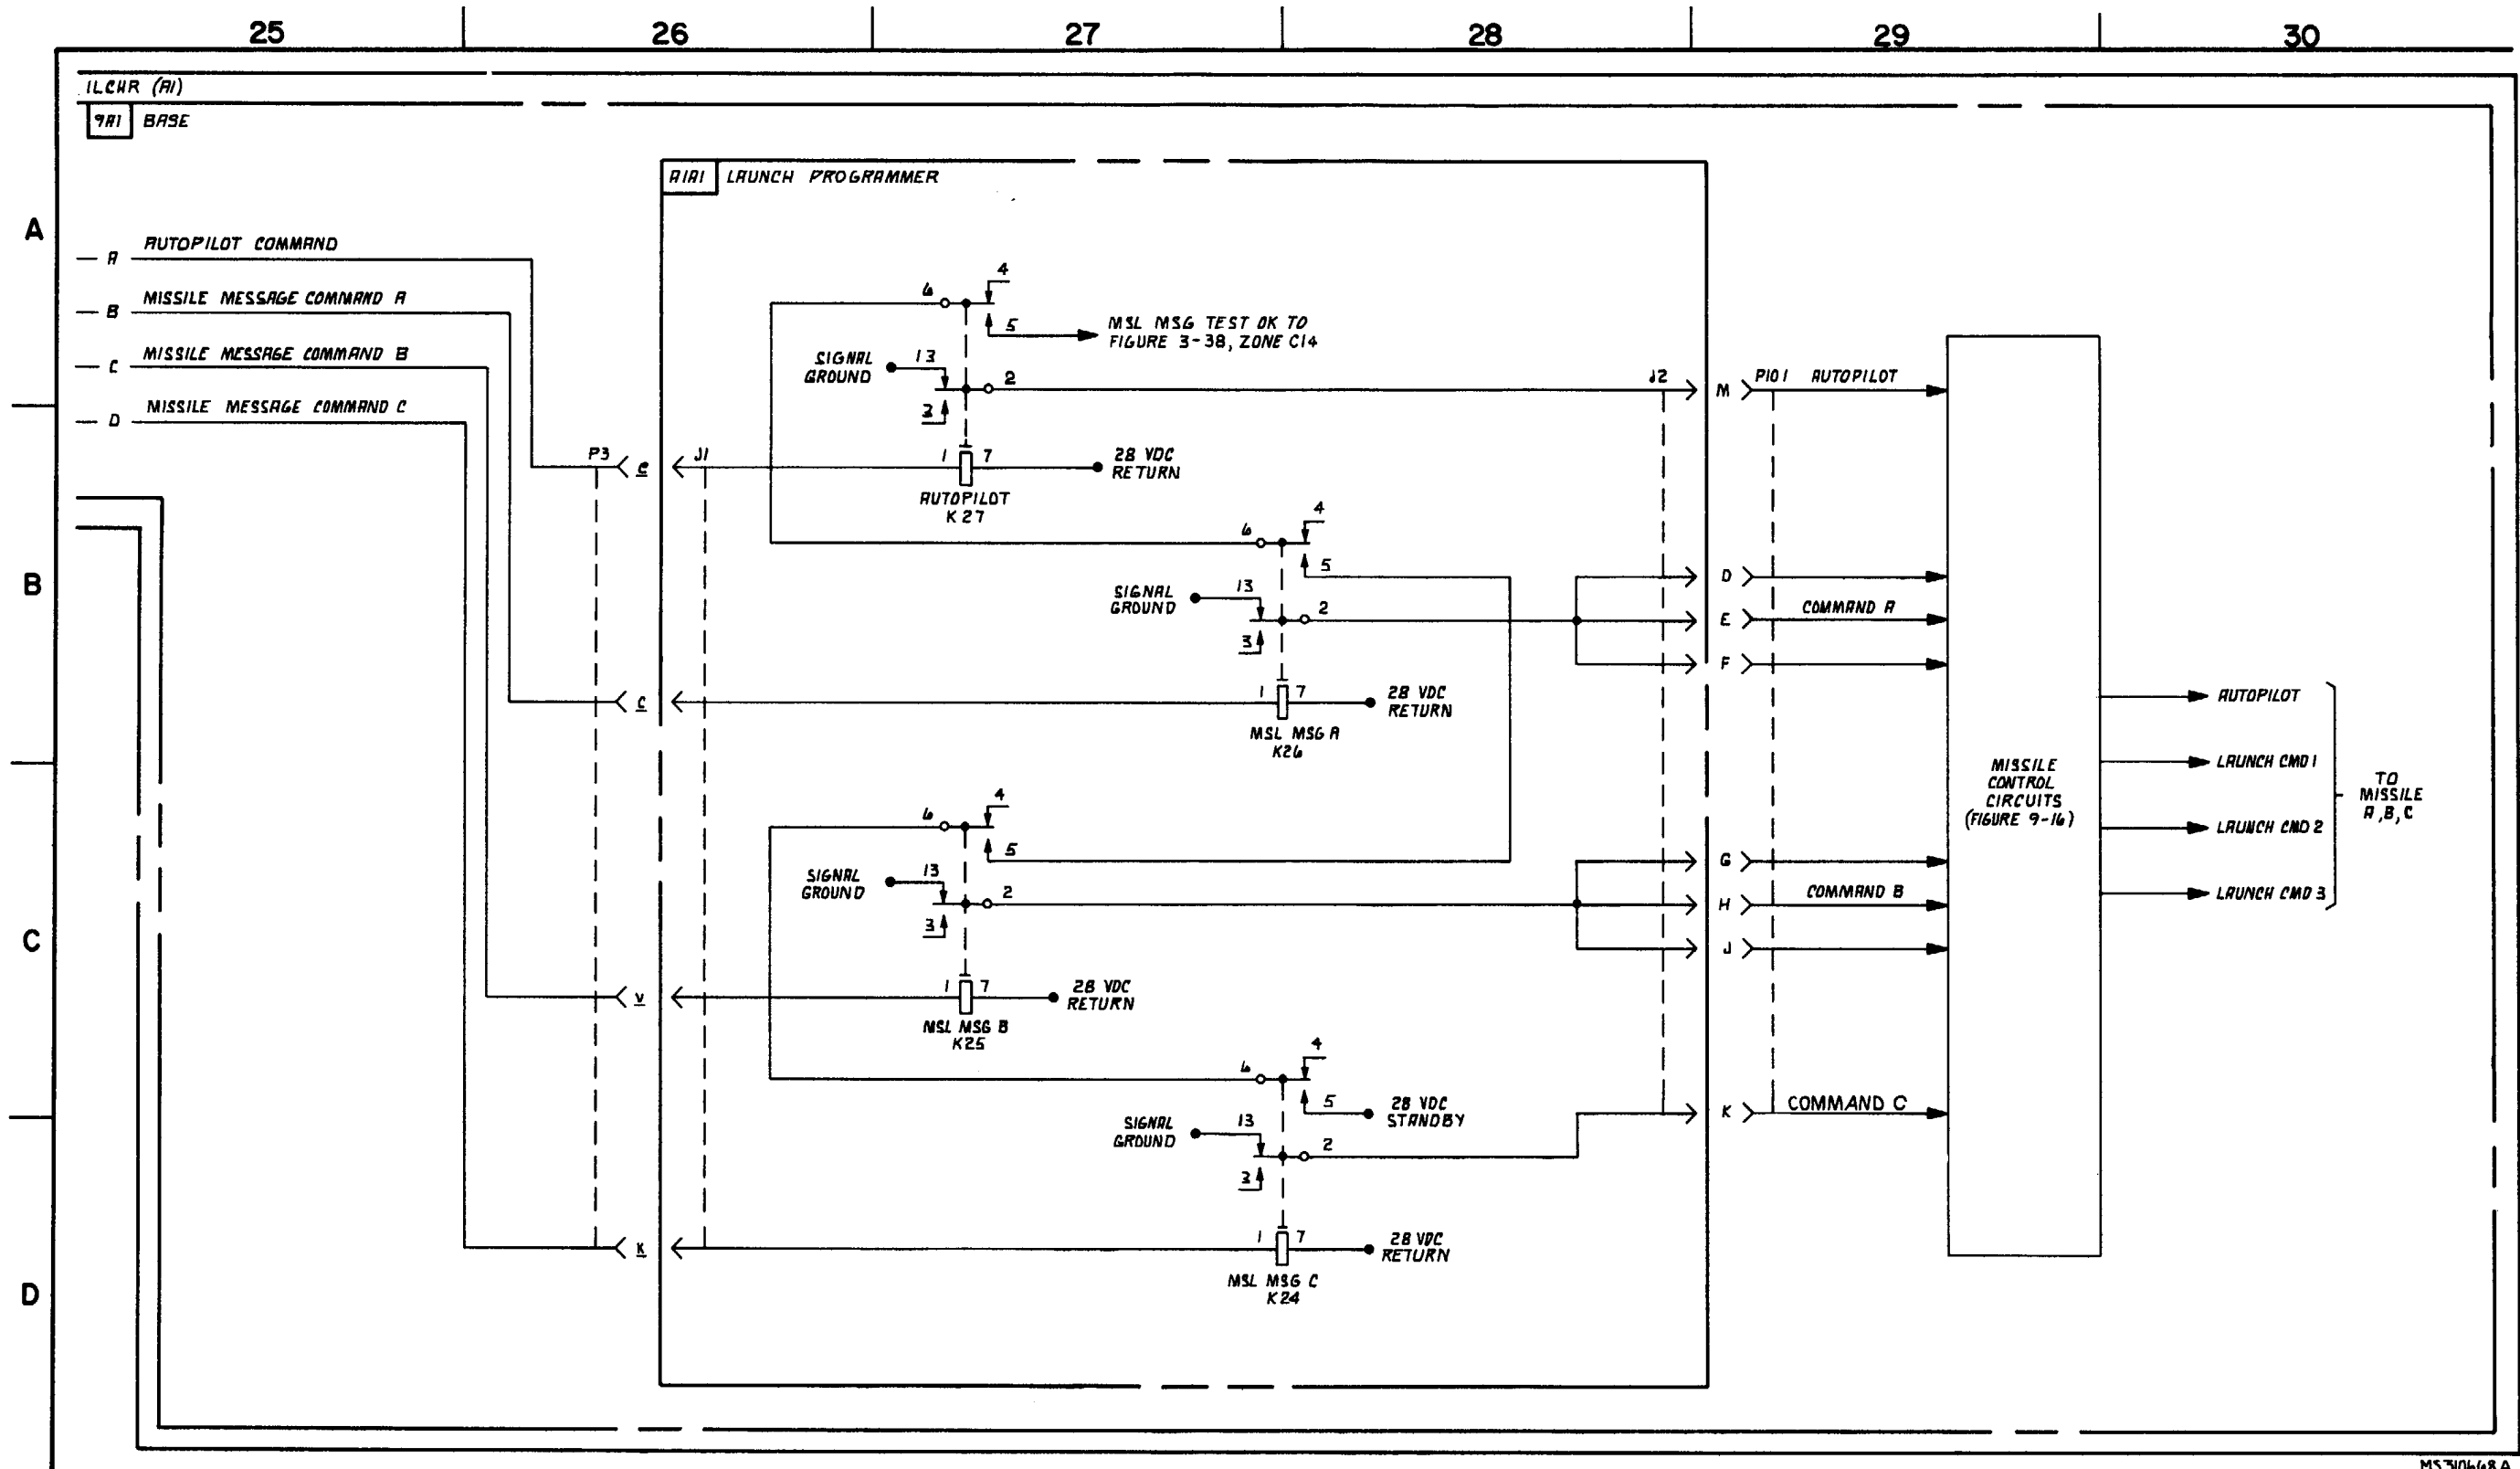 25 26 27 28 29 30
ILCHR (A1)
9A1 BASE
A1A1 LAUNCH PROGRAMMER
A
B
C
D
A AUTOPILOT COMMAND
B MISSILE MESSAGE COMMAND A
C MISSILE MESSAGE COMMAND B
D MISSILE MESSAGE COMMAND C
P3 e J1
c
v
k
6 4
5 MSL MSG TEST OK TO
FIGURE 3-38, ZONE C14
SIGNAL
GROUND
13 2
3
1 7 28 VDC
RETURN
AUTOPILOT
K27
6 4
5
SIGNAL
GROUND
13 2
3
1 7 28 VDC
RETURN
MSL MSG A
K26
6 4
5
SIGNAL
GROUND
13 2
3
1 7 28 VDC
RETURN
MSL MSG B
K25
6 4
5 28 VDC
STANDBY
SIGNAL
GROUND
13 2
3
1 7 28 VDC
RETURN
MSL MSG C
K24
J2 M P101 AUTOPILOT
D
E COMMAND A
F
G
H COMMAND B
J
K COMMAND C
MISSILE
CONTROL
CIRCUITS
(FIGURE 9-16)
AUTOPILOT
LAUNCH CMD 1
LAUNCH CMD 2
LAUNCH CMD 3
TO
MISSILE
A,B,C
MS310668A